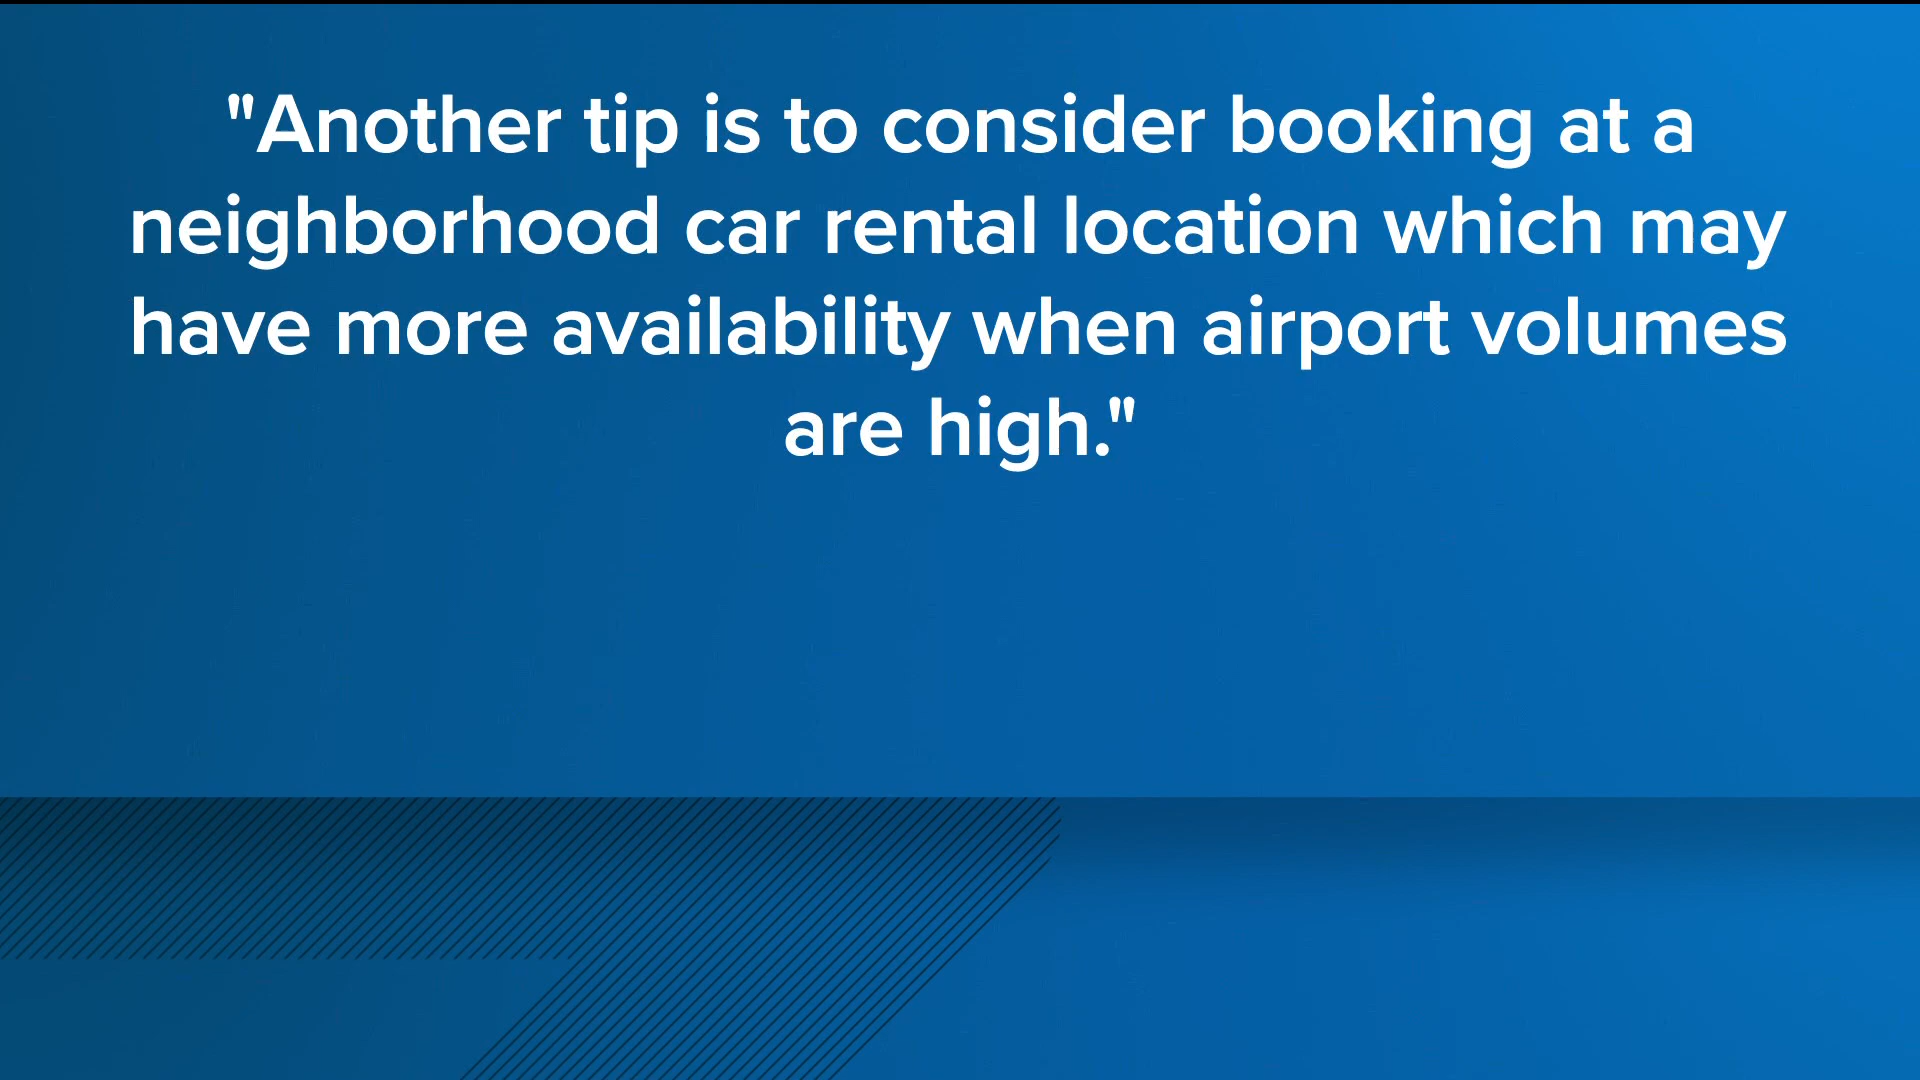 "Another tip is to consider booking at a
neighborhood car rental location which may
have more availability when airport volumes
are high."